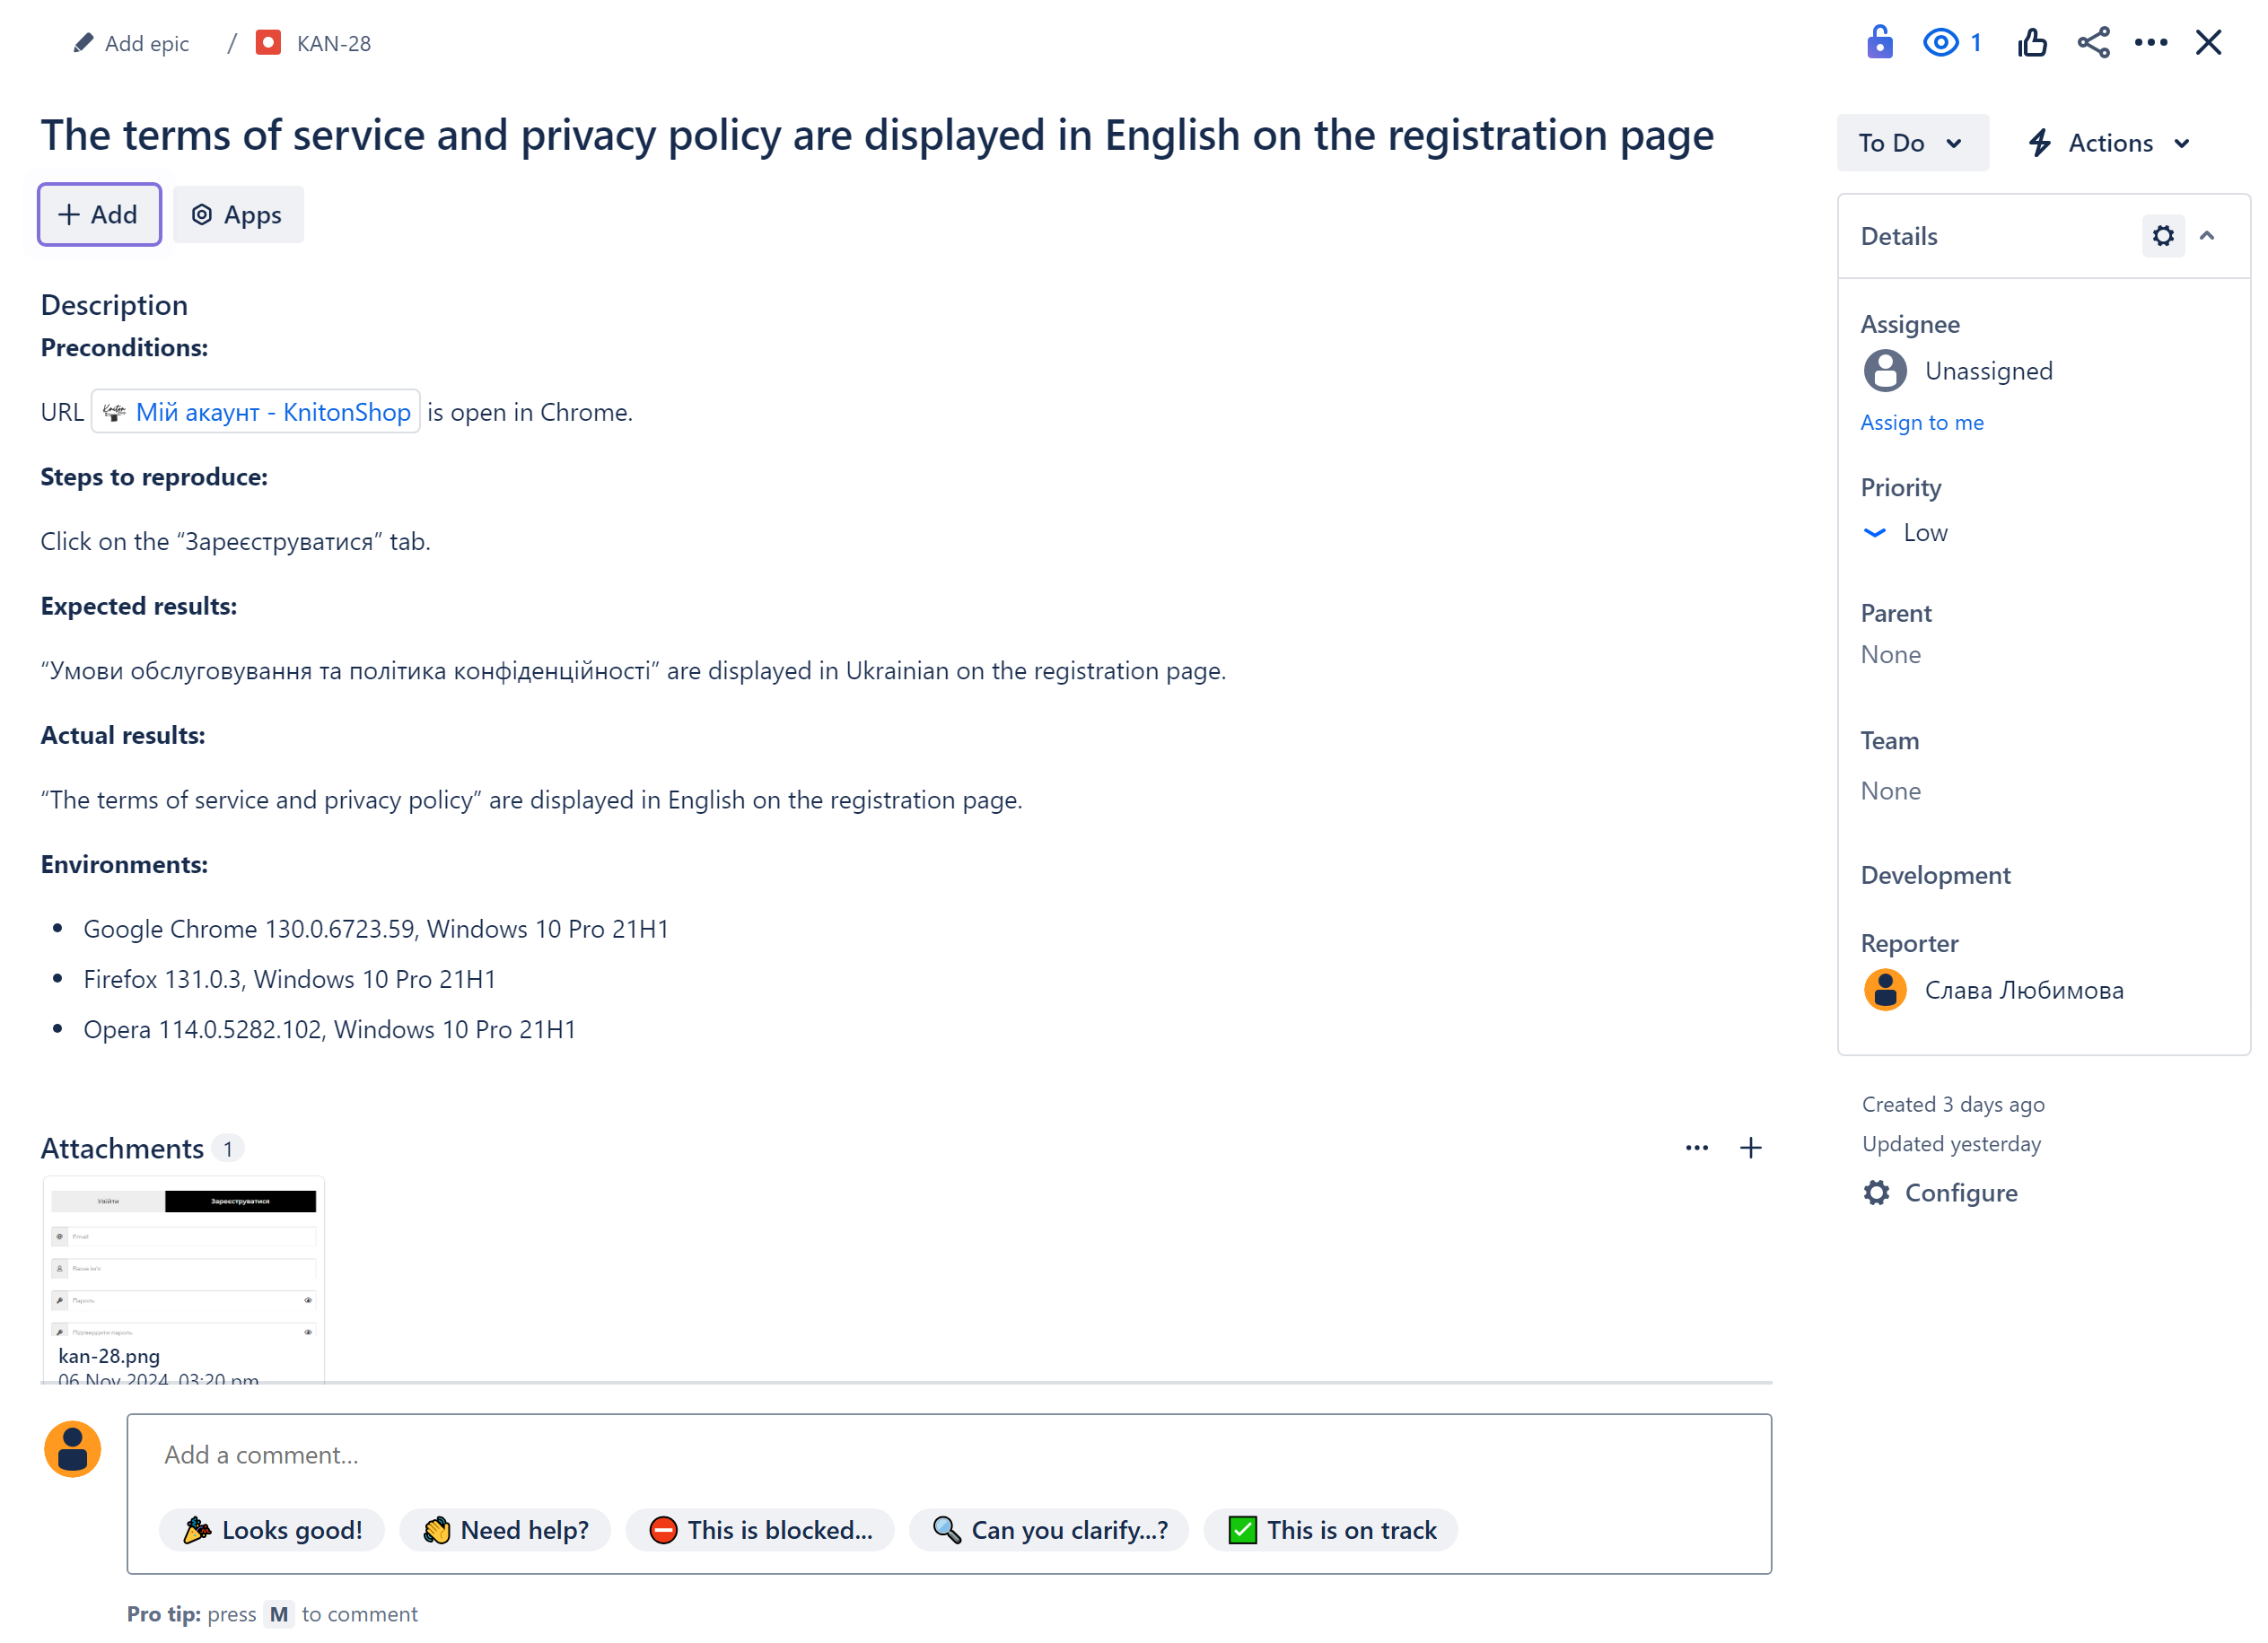 Add epic / KAN-28
1
The terms of service and privacy policy are displayed in English on the registration page
To Do
Actions
Add
Apps
Description
Preconditions:
URL Мій акаунт - KnitonShop is open in Chrome.
Steps to reproduce:
Click on the “Зареєструватися” tab.
Expected results:
“Умови обслуговування та політика конфіденційності” are displayed in Ukrainian on the registration page.
Actual results:
“The terms of service and privacy policy” are displayed in English on the registration page.
Environments:
• Google Chrome 130.0.6723.59, Windows 10 Pro 21H1
• Firefox 131.0.3, Windows 10 Pro 21H1
• Opera 114.0.5282.102, Windows 10 Pro 21H1
Attachments 1
Увійти
Зареєструватися
Email
Ваше ім'я
Пароль
Підтвердити пароль
kan-28.png
06 Nov 2024, 03:20 pm
Add a comment...
Looks good!
Need help?
This is blocked...
Can you clarify...?
This is on track
Pro tip: press M to comment
Details
Assignee
Unassigned
Assign to me
Priority
Low
Parent
None
Team
None
Development
Reporter
Слава Любимова
Created 3 days ago
Updated yesterday
Configure